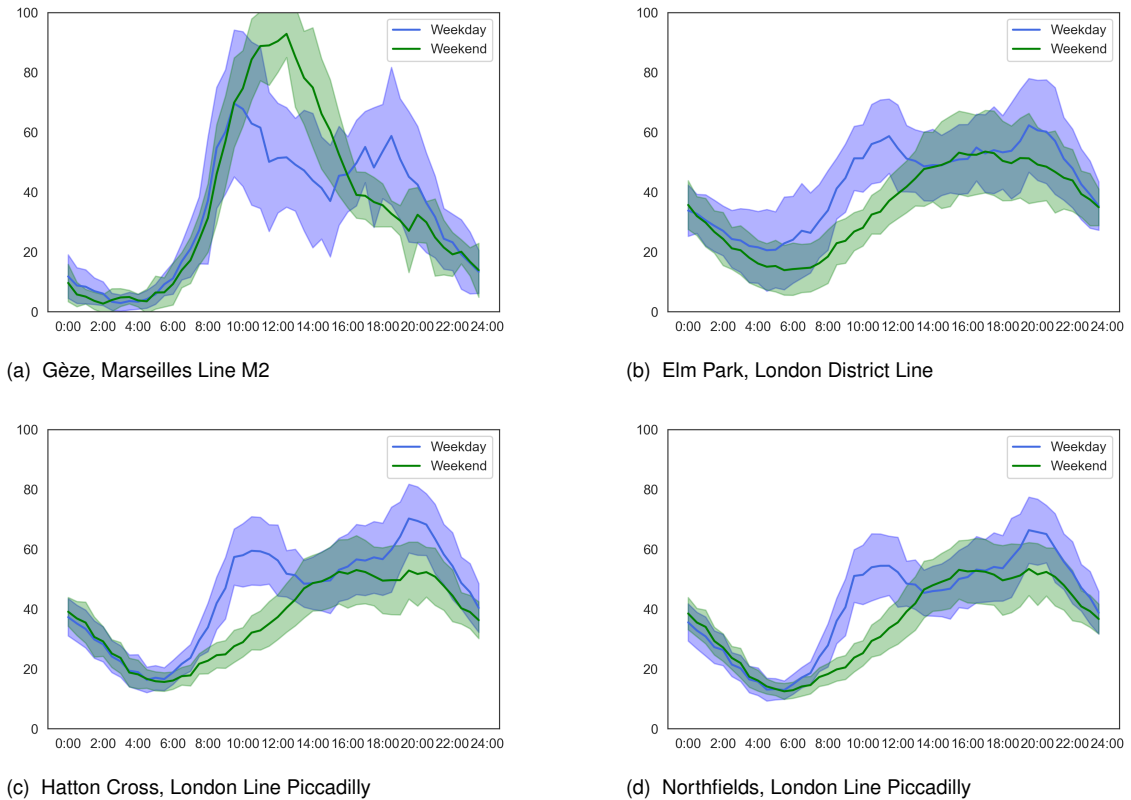 100
80
60
40
20
0
0:00 2:00 4:00 6:00 8:00 10:00 12:00 14:00 16:00 18:00 20:00 22:00 24:00
Weekday
Weekend
(a) Gèze, Marseilles Line M2
100
80
60
40
20
0
0:00 2:00 4:00 6:00 8:00 10:00 12:00 14:00 16:00 18:00 20:00 22:00 24:00
Weekday
Weekend
(b) Elm Park, London District Line
100
80
60
40
20
0
0:00 2:00 4:00 6:00 8:00 10:00 12:00 14:00 16:00 18:00 20:00 22:00 24:00
Weekday
Weekend
(c) Hatton Cross, London Line Piccadilly
100
80
60
40
20
0
0:00 2:00 4:00 6:00 8:00 10:00 12:00 14:00 16:00 18:00 20:00 22:00 24:00
Weekday
Weekend
(d) Northfields, London Line Piccadilly